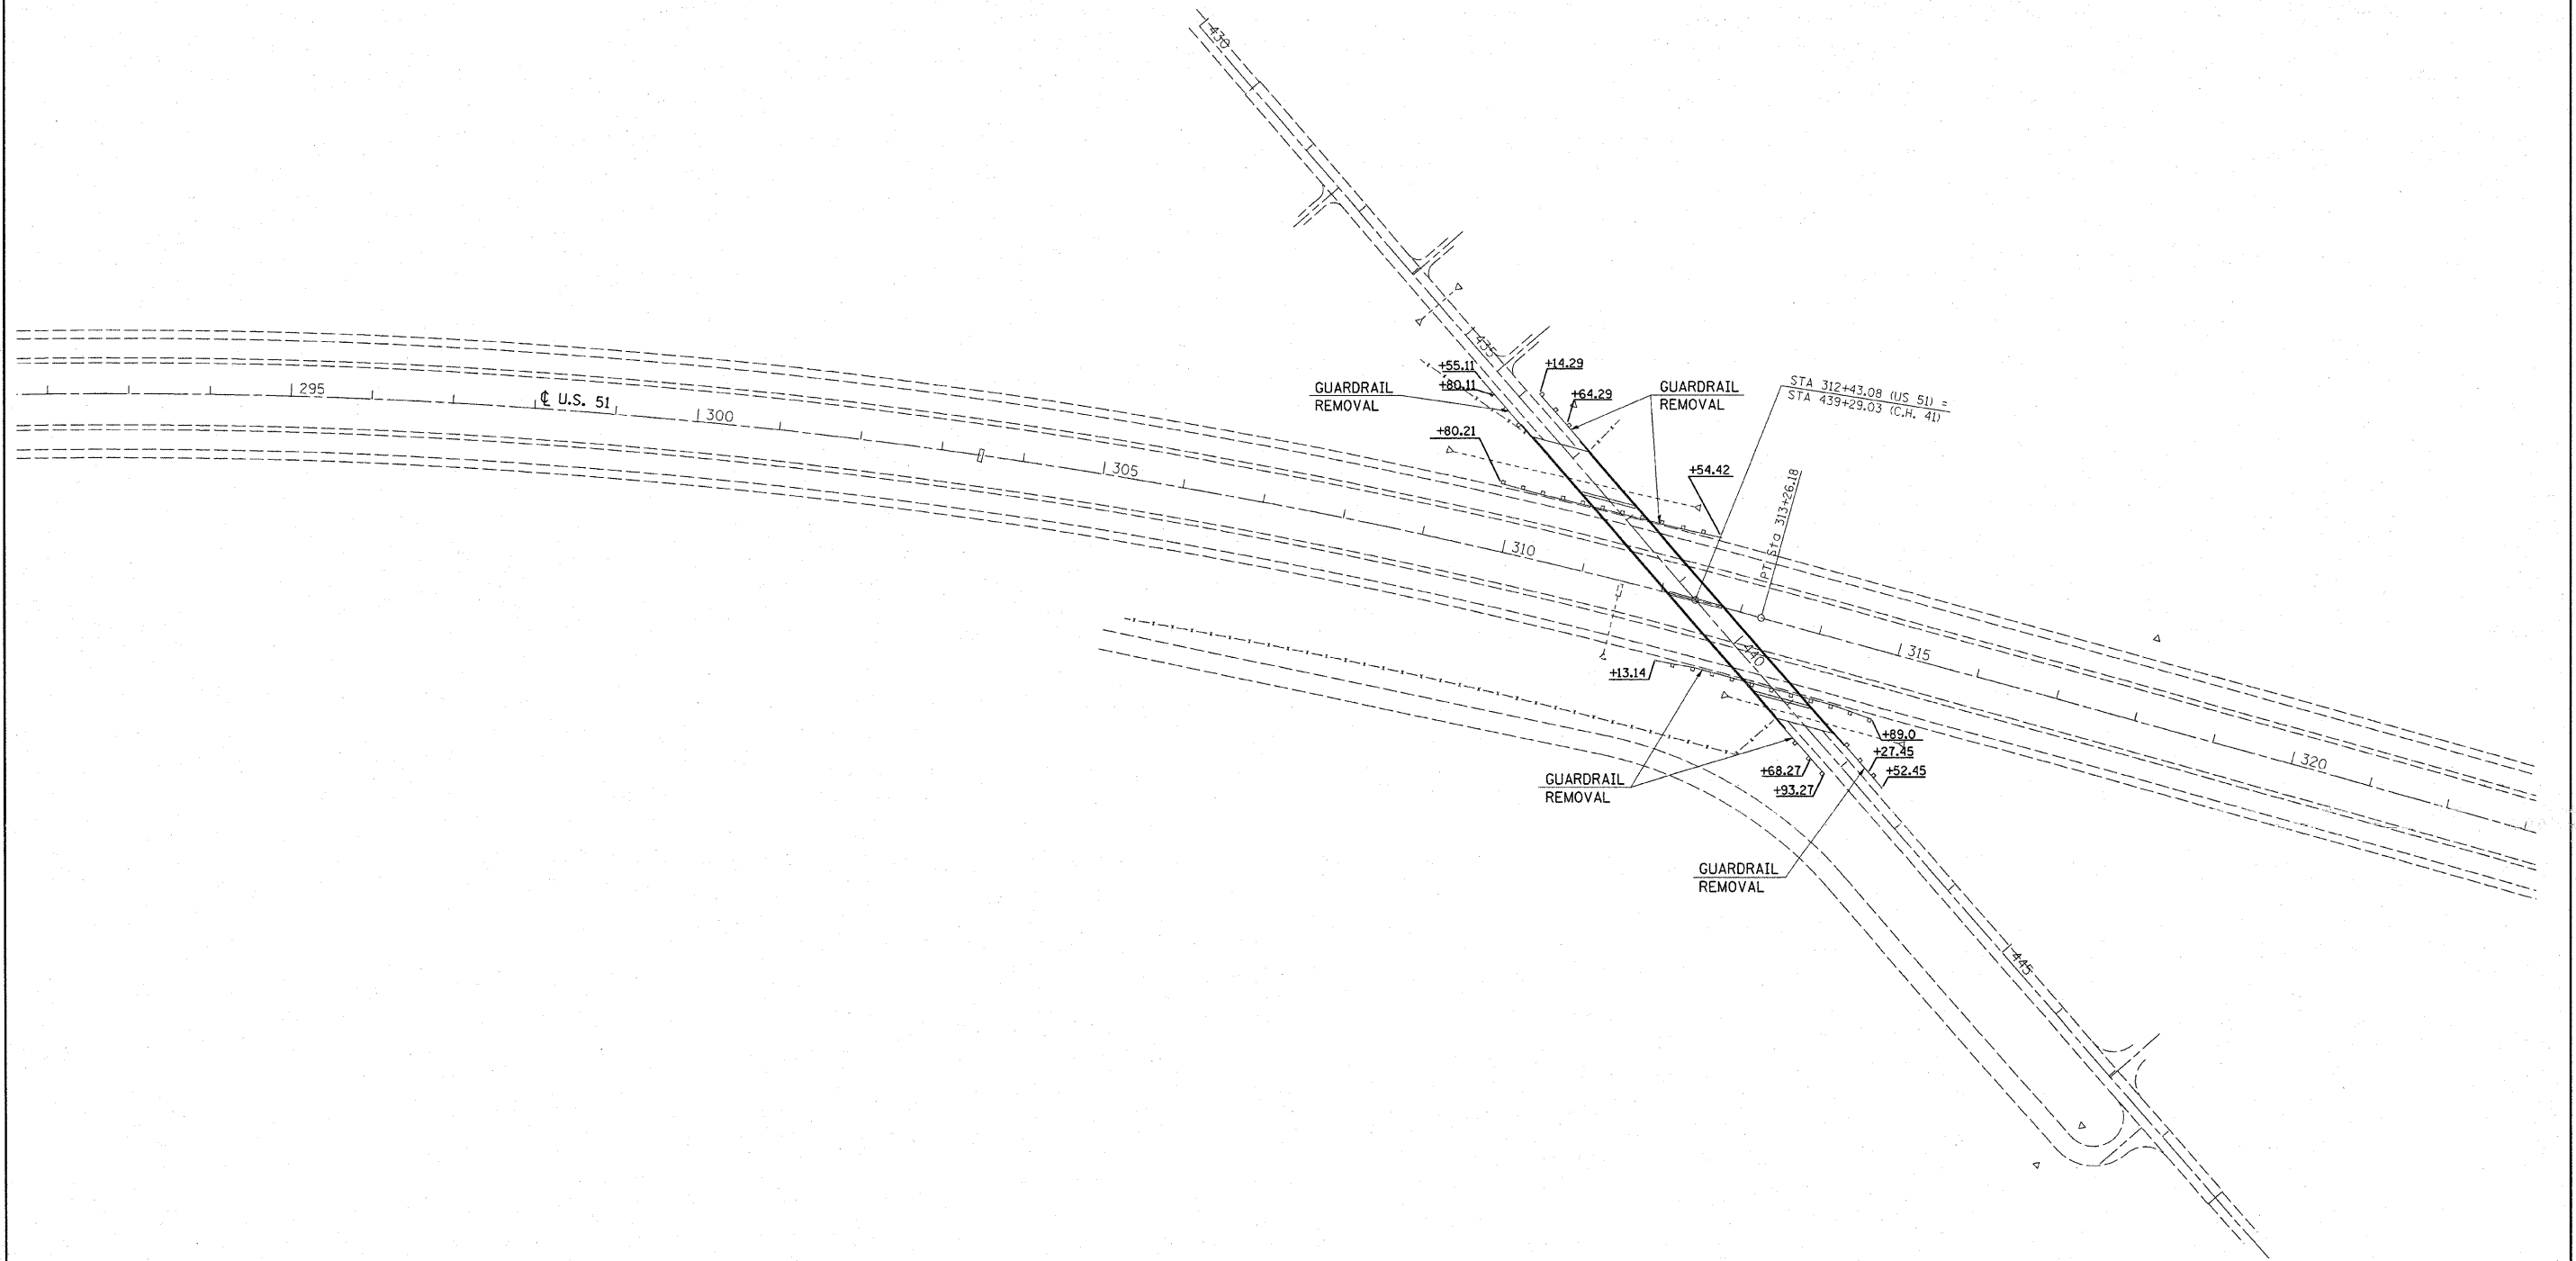 430
435
+55.11
+80.11
+14.29
+64.29
GUARDRAIL
REMOVAL
GUARDRAIL
REMOVAL
STA 312+43.08 (US 51) =
STA 439+29.03 (C.H. 41)
295
℄ U.S. 51
300
+80.21
305
+54.42
PT Sta 313+26.18
310
315
440
+13.14
+89.0
+27.45
+52.45
+68.27
+93.27
320
GUARDRAIL
REMOVAL
GUARDRAIL
REMOVAL
445